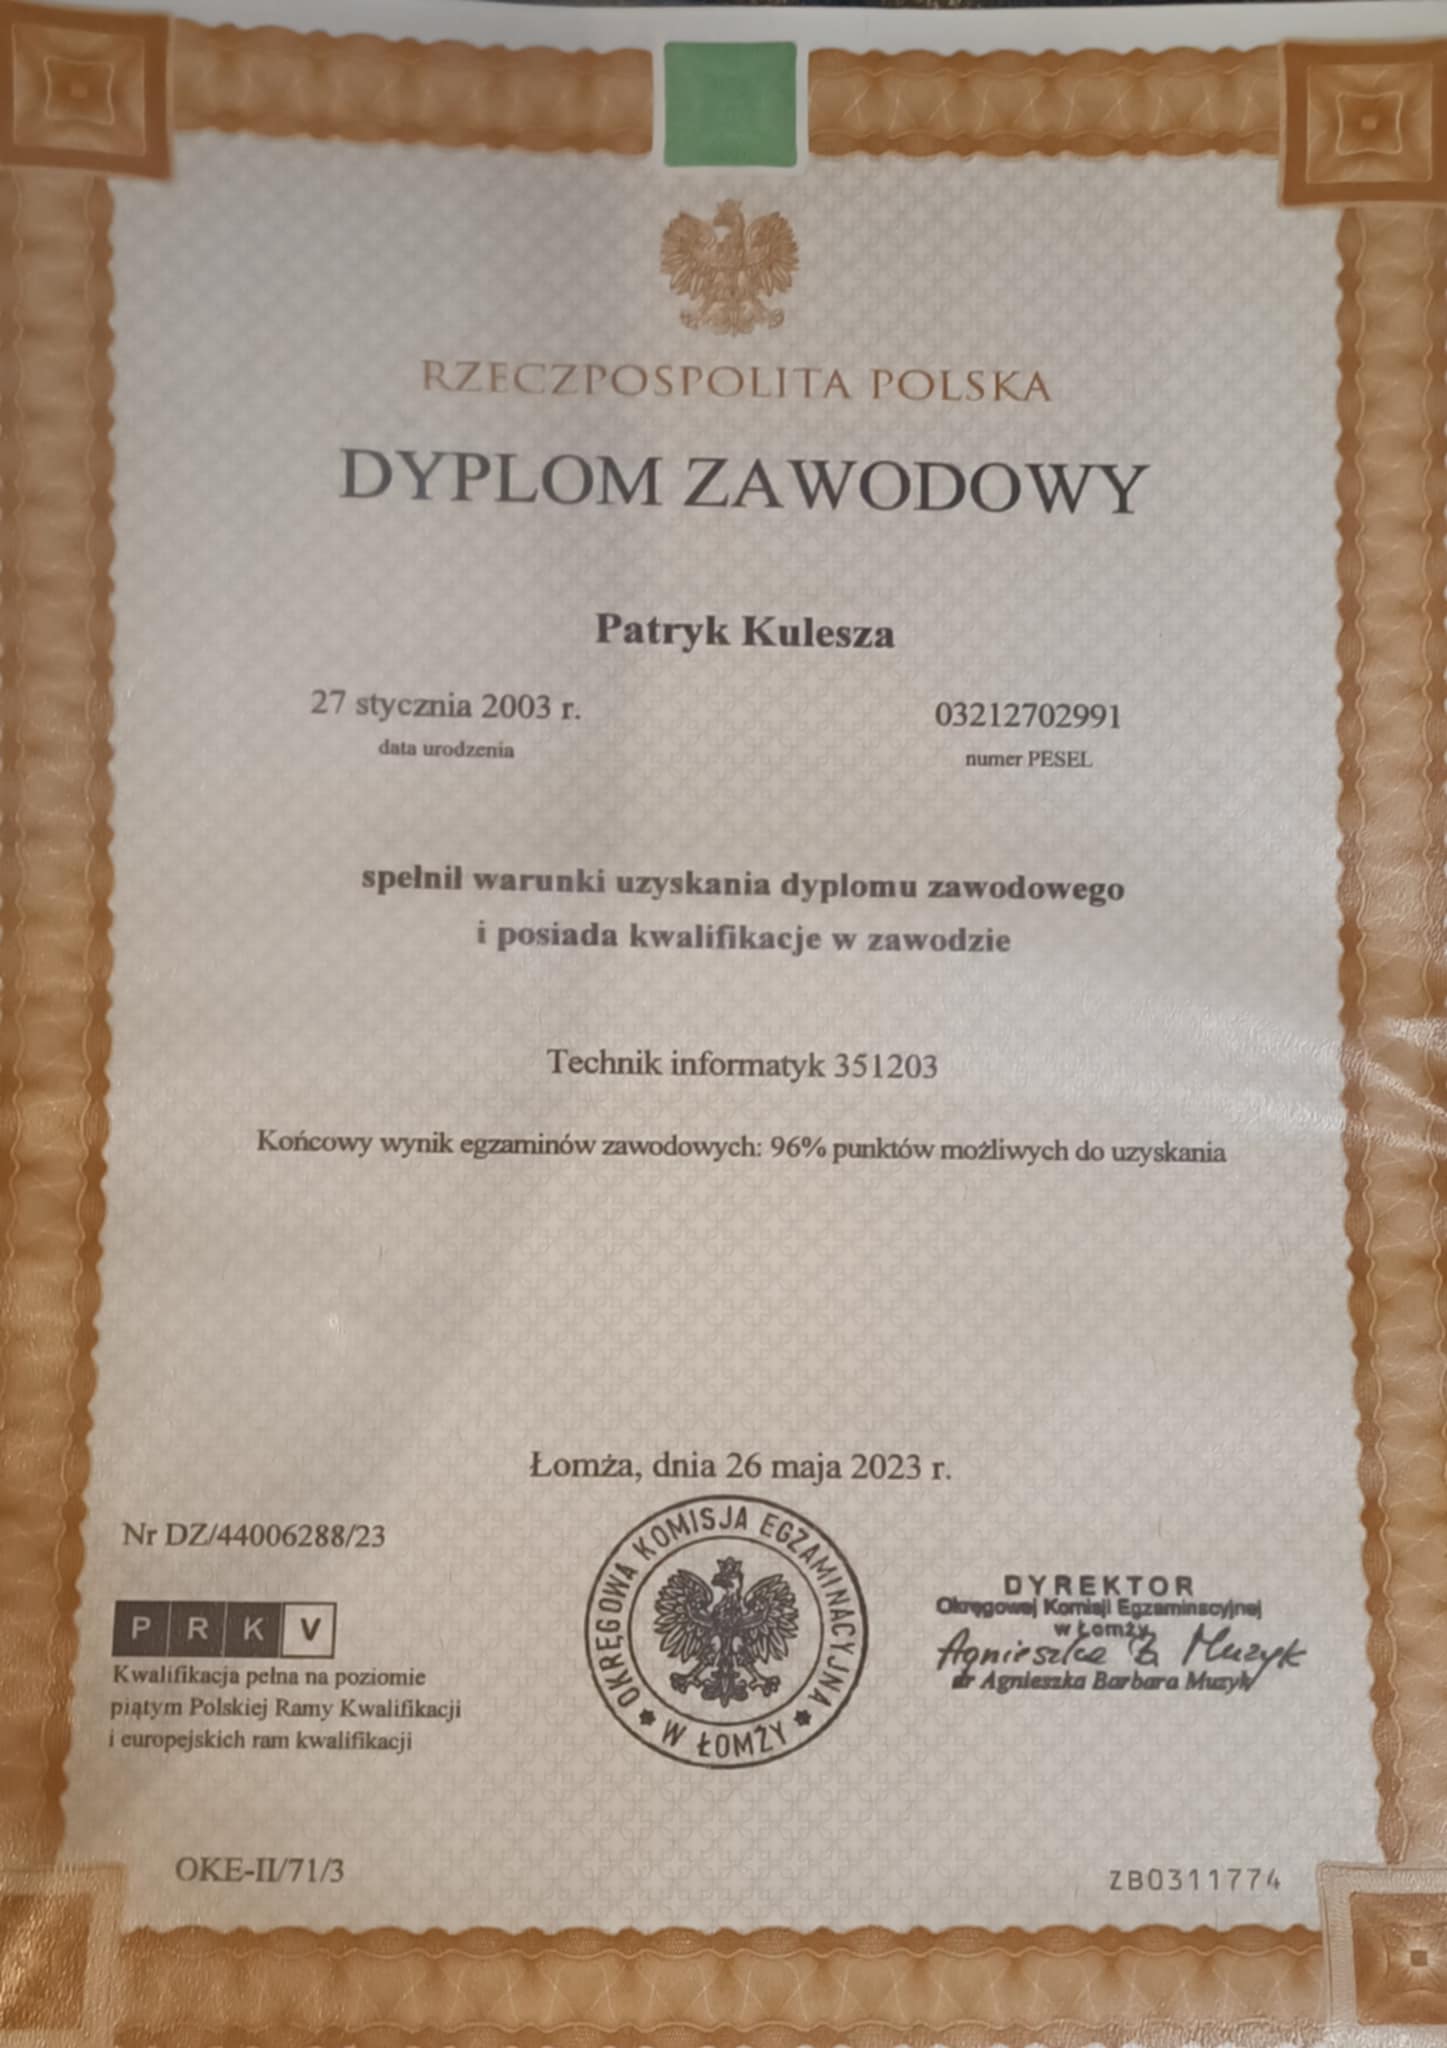 RZECZPOSPOLITA POLSKA
DYPLOM ZAWODOWY
Patryk Kulesza
27 stycznia 2003 r.
data urodzenia
03212702991
numer PESEL
spełnił warunki uzyskania dyplomu zawodowego
i posiada kwalifikacje w zawodzie
Technik informatyk 351203
Końcowy wynik egzaminów zawodowych: 96% punktów możliwych do uzyskania
Łomża, dnia 26 maja 2023 r.
Nr DZ/44006288/23
P R K V
Kwalifikacja pełna na poziomie
piątym Polskiej Ramy Kwalifikacji
i europejskich ram kwalifikacji
OKRĘGOWA KOMISJA EGZAMINACYJNA
W ŁOMŻY
DYREKTOR
Okręgowej Komisji Egzaminacyjnej
w Łomży
Agnieszka B Muzyk
dr Agnieszka Barbara Muzyk
OKE-II/71/3
ZB0311774